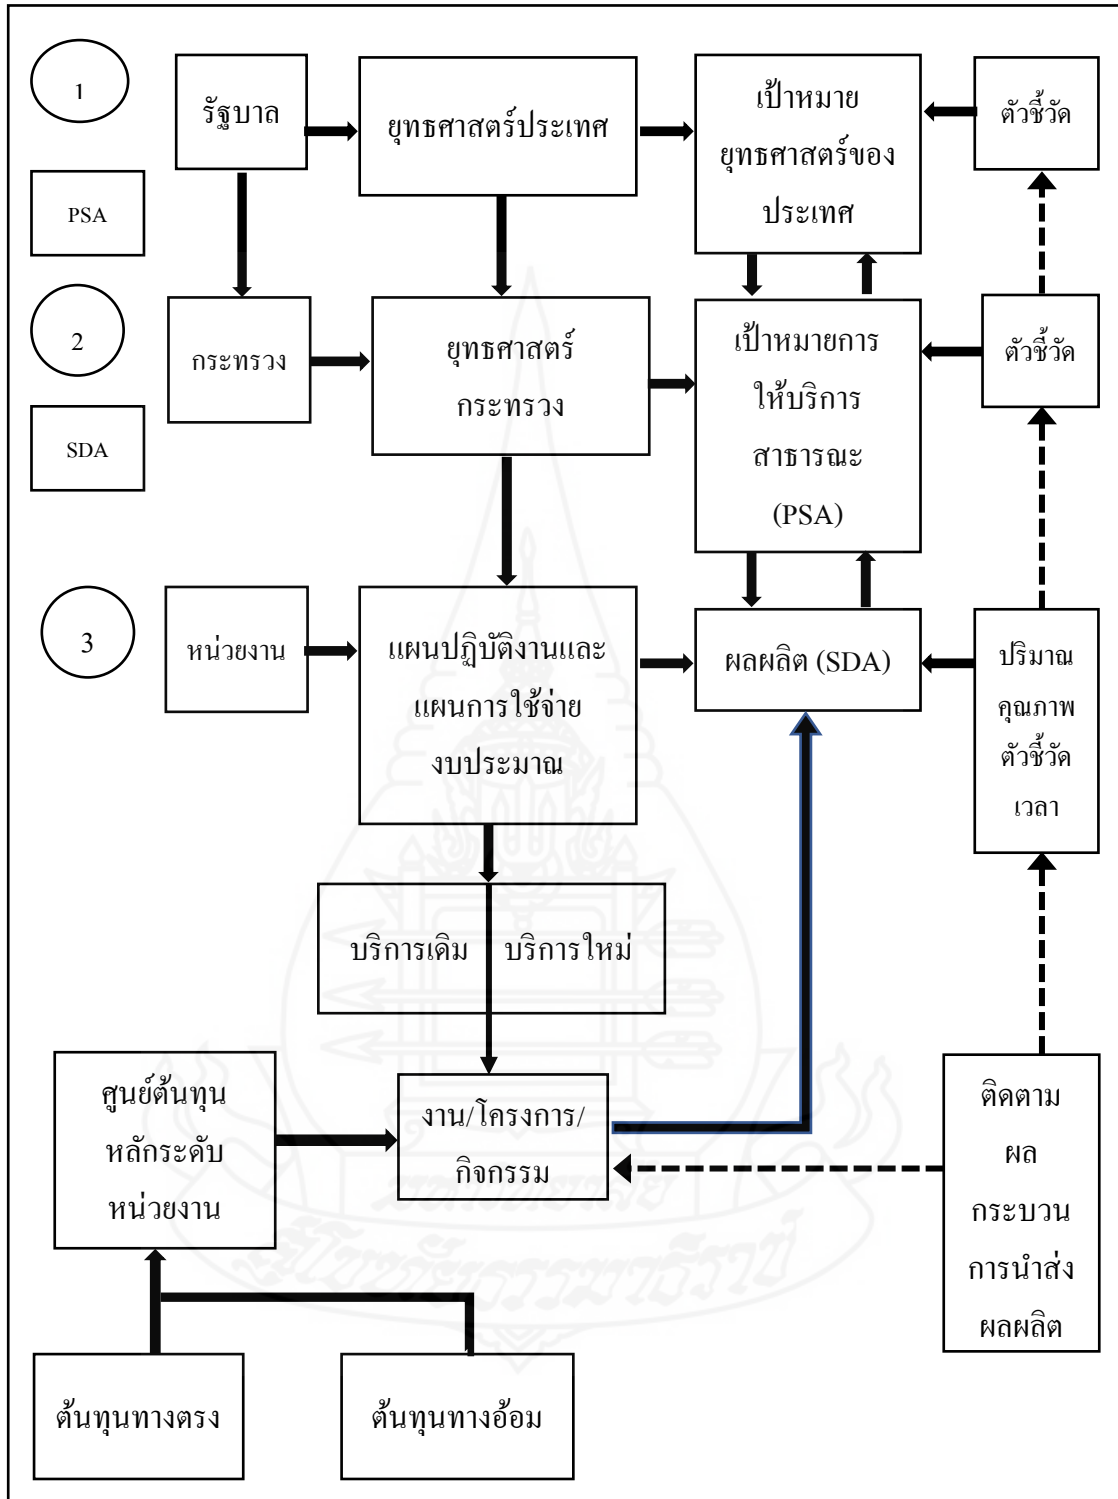 1
รัฐบาล
ยุทธศาสตร์ประเทศ
เป้าหมาย
ยุทธศาสตร์ของ
ประเทศ
ตัวชี้วัด
PSA
2
กระทรวง
ยุทธศาสตร์
กระทรวง
เป้าหมายการ
ให้บริการ
สาธารณะ
(PSA)
ตัวชี้วัด
SDA
3
หน่วยงาน
แผนปฏิบัติงานและ
แผนการใช้จ่าย
งบประมาณ
ผลผลิต (SDA)
ปริมาณ
คุณภาพ
ตัวชี้วัด
เวลา
บริการเดิม
บริการใหม่
ศูนย์ต้นทุน
หลักระดับ
หน่วยงาน
งาน/โครงการ/
กิจกรรม
ติดตาม
ผล
กระบวน
การนำส่ง
ผลผลิต
ต้นทุนทางตรง
ต้นทุนทางอ้อม